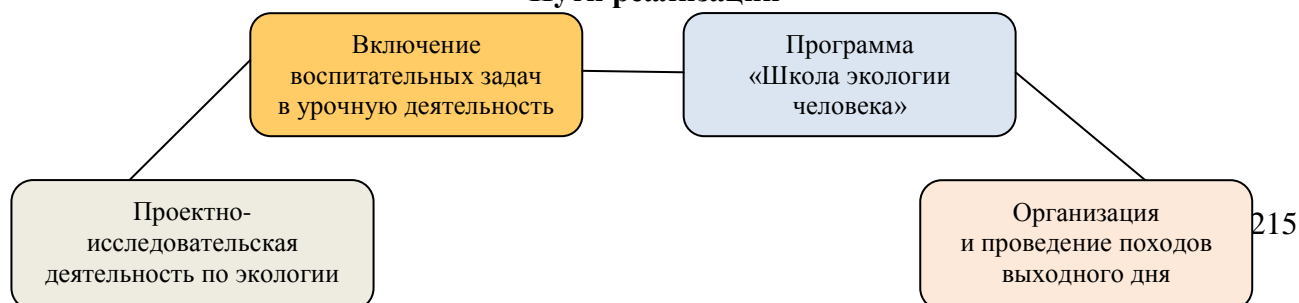 Включение
воспитательных задач
в урочную деятельность
Программа
«Школа экологии
человека»
Проектно-
исследовательская
деятельность по экологии
Организация
и проведение походов
выходного дня
215